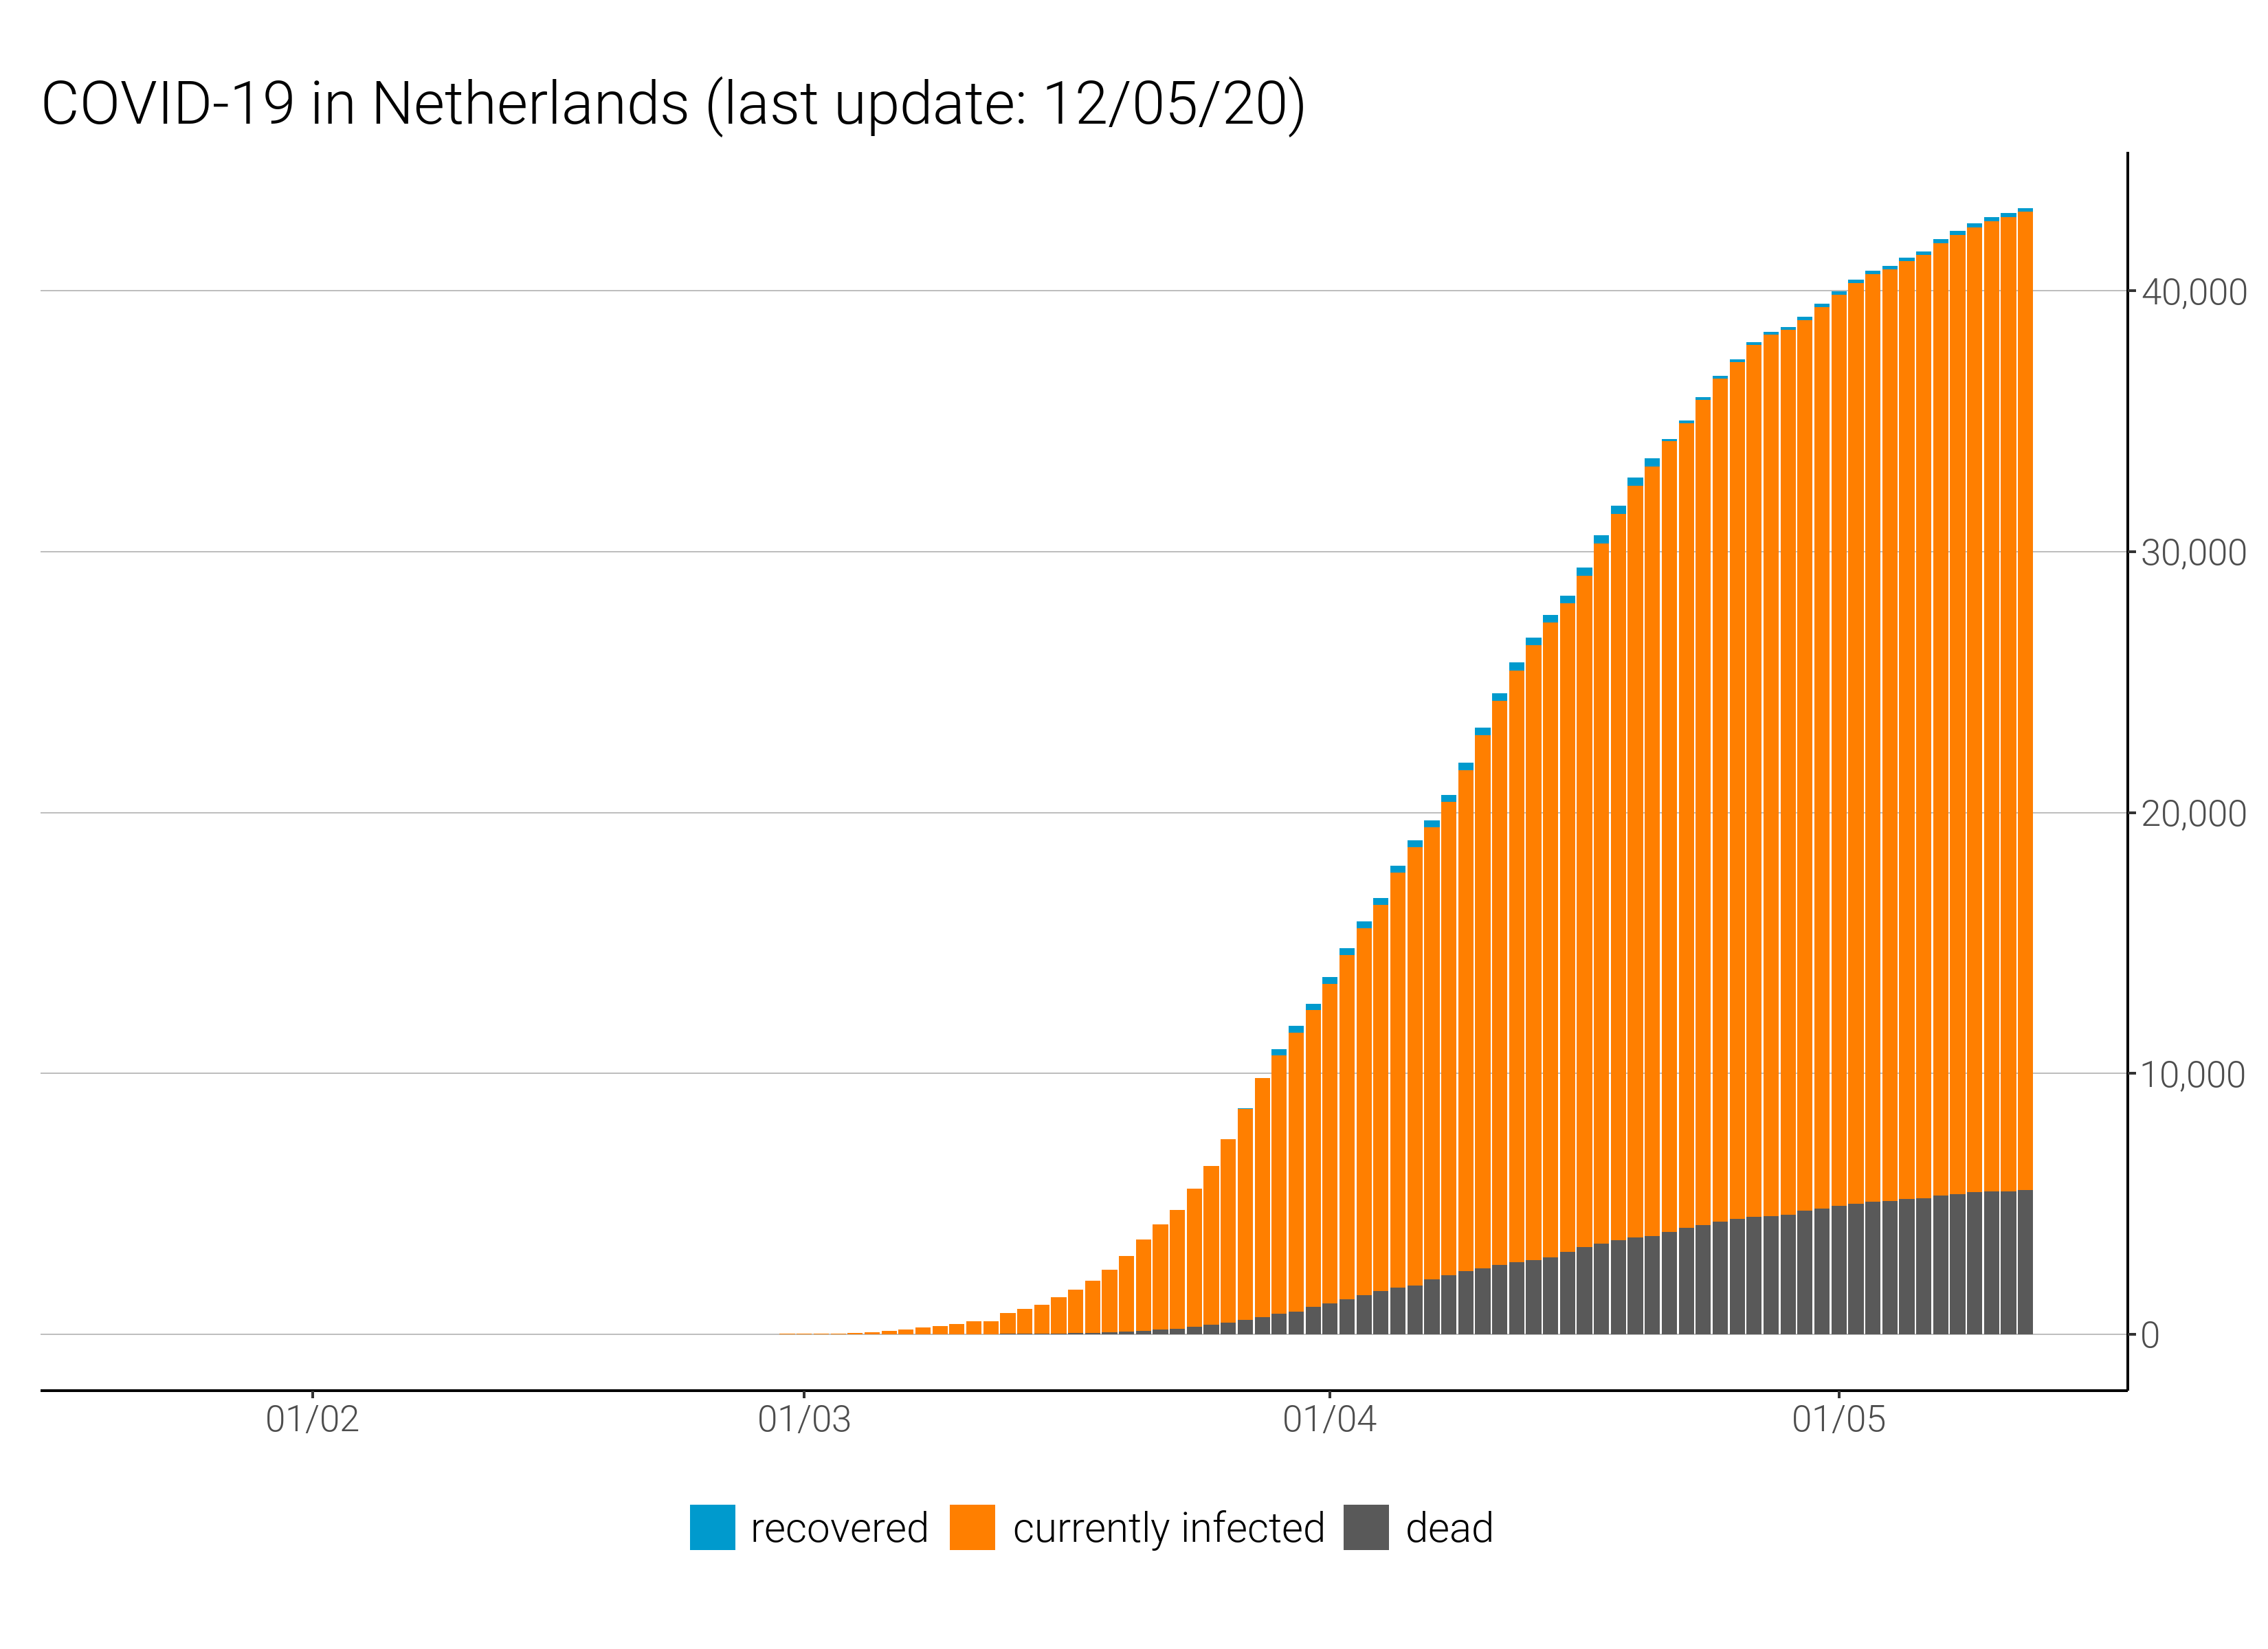 COVID-19 in Netherlands (last update: 12/05/20)
40,000
30,000
20,000
10,000
0
01/02 01/03 01/04 01/05
recovered currently infected dead